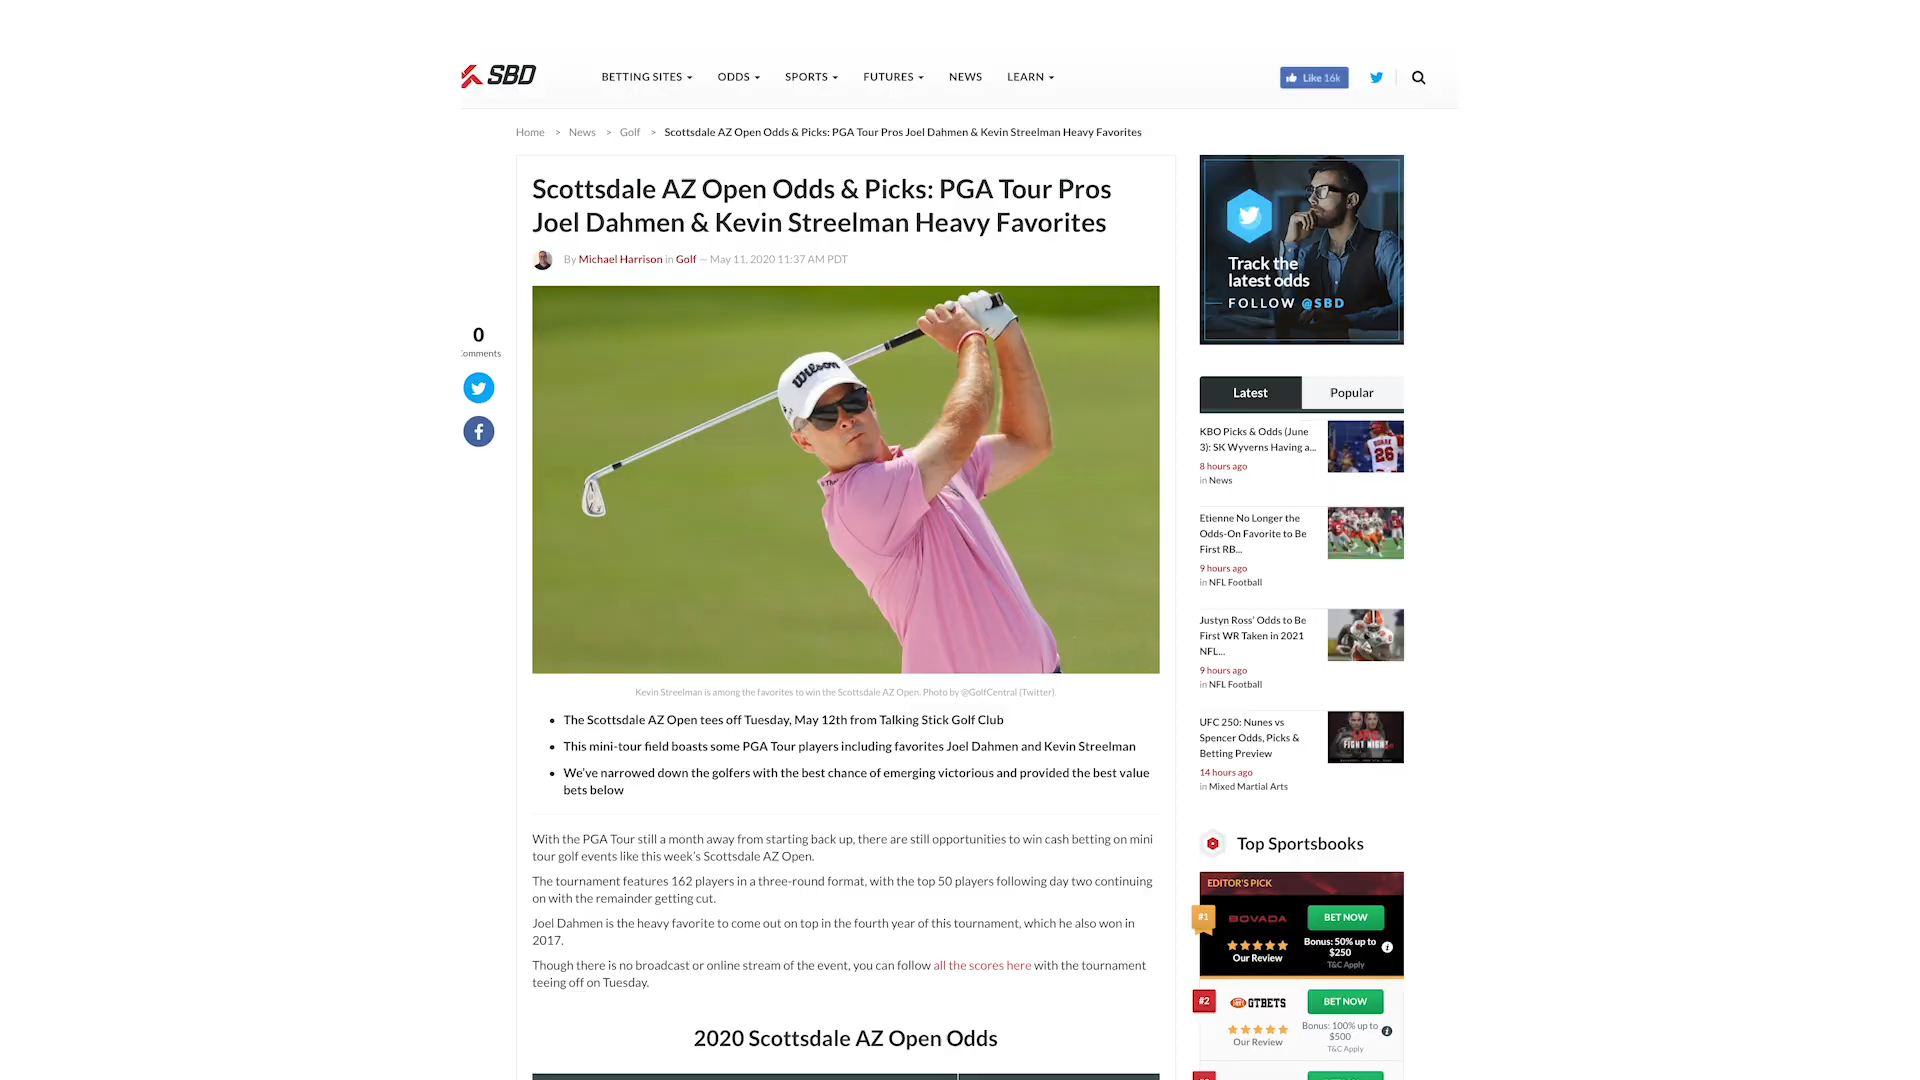 SBD
BETTING SITES
ODDS
SPORTS
FUTURES
NEWS
LEARN
Like 16k
Home > News > Golf > Scottsdale AZ Open Odds & Picks: PGA Tour Pros Joel Dahmen & Kevin Streelman Heavy Favorites
Scottsdale AZ Open Odds & Picks: PGA Tour Pros
Joel Dahmen & Kevin Streelman Heavy Favorites
By Michael Harrison in Golf — May 11, 2020 11:37 AM PDT
0
omments
wilson
Kevin Streelman is among the favorites to win the Scottsdale AZ Open. Photo by @GolfCentral (Twitter).
• The Scottsdale AZ Open tees off Tuesday, May 12th from Talking Stick Golf Club
• This mini-tour field boasts some PGA Tour players including favorites Joel Dahmen and Kevin Streelman
• We've narrowed down the golfers with the best chance of emerging victorious and provided the best value
bets below
With the PGA Tour still a month away from starting back up, there are still opportunities to win cash betting on mini
tour golf events like this week's Scottsdale AZ Open.
The tournament features 162 players in a three-round format, with the top 50 players following day two continuing
on with the remainder getting cut.
Joel Dahmen is the heavy favorite to come out on top in the fourth year of this tournament, which he also won in
2017.
Though there is no broadcast or online stream of the event, you can follow all the scores here with the tournament
teeing off on Tuesday.
2020 Scottsdale AZ Open Odds
Track the
latest odds
FOLLOW @SBD
Latest
Popular
KBO Picks & Odds (June
3): SK Wyverns Having a...
8 hours ago
in News
26
Etienne No Longer the
Odds-On Favorite to Be
First RB...
9 hours ago
in NFL Football
Justyn Ross' Odds to Be
First WR Taken in 2021
NFL...
9 hours ago
in NFL Football
UFC 250: Nunes vs
Spencer Odds, Picks &
Betting Preview
14 hours ago
in Mixed Martial Arts
FIGHT NIGHT
Top Sportsbooks
EDITOR'S PICK
#1
BOVADA
BET NOW
Our Review
Bonus: 50% up to
$250
T&C Apply
#2
GTBETS
BET NOW
Our Review
Bonus: 100% up to
$500
T&C Apply